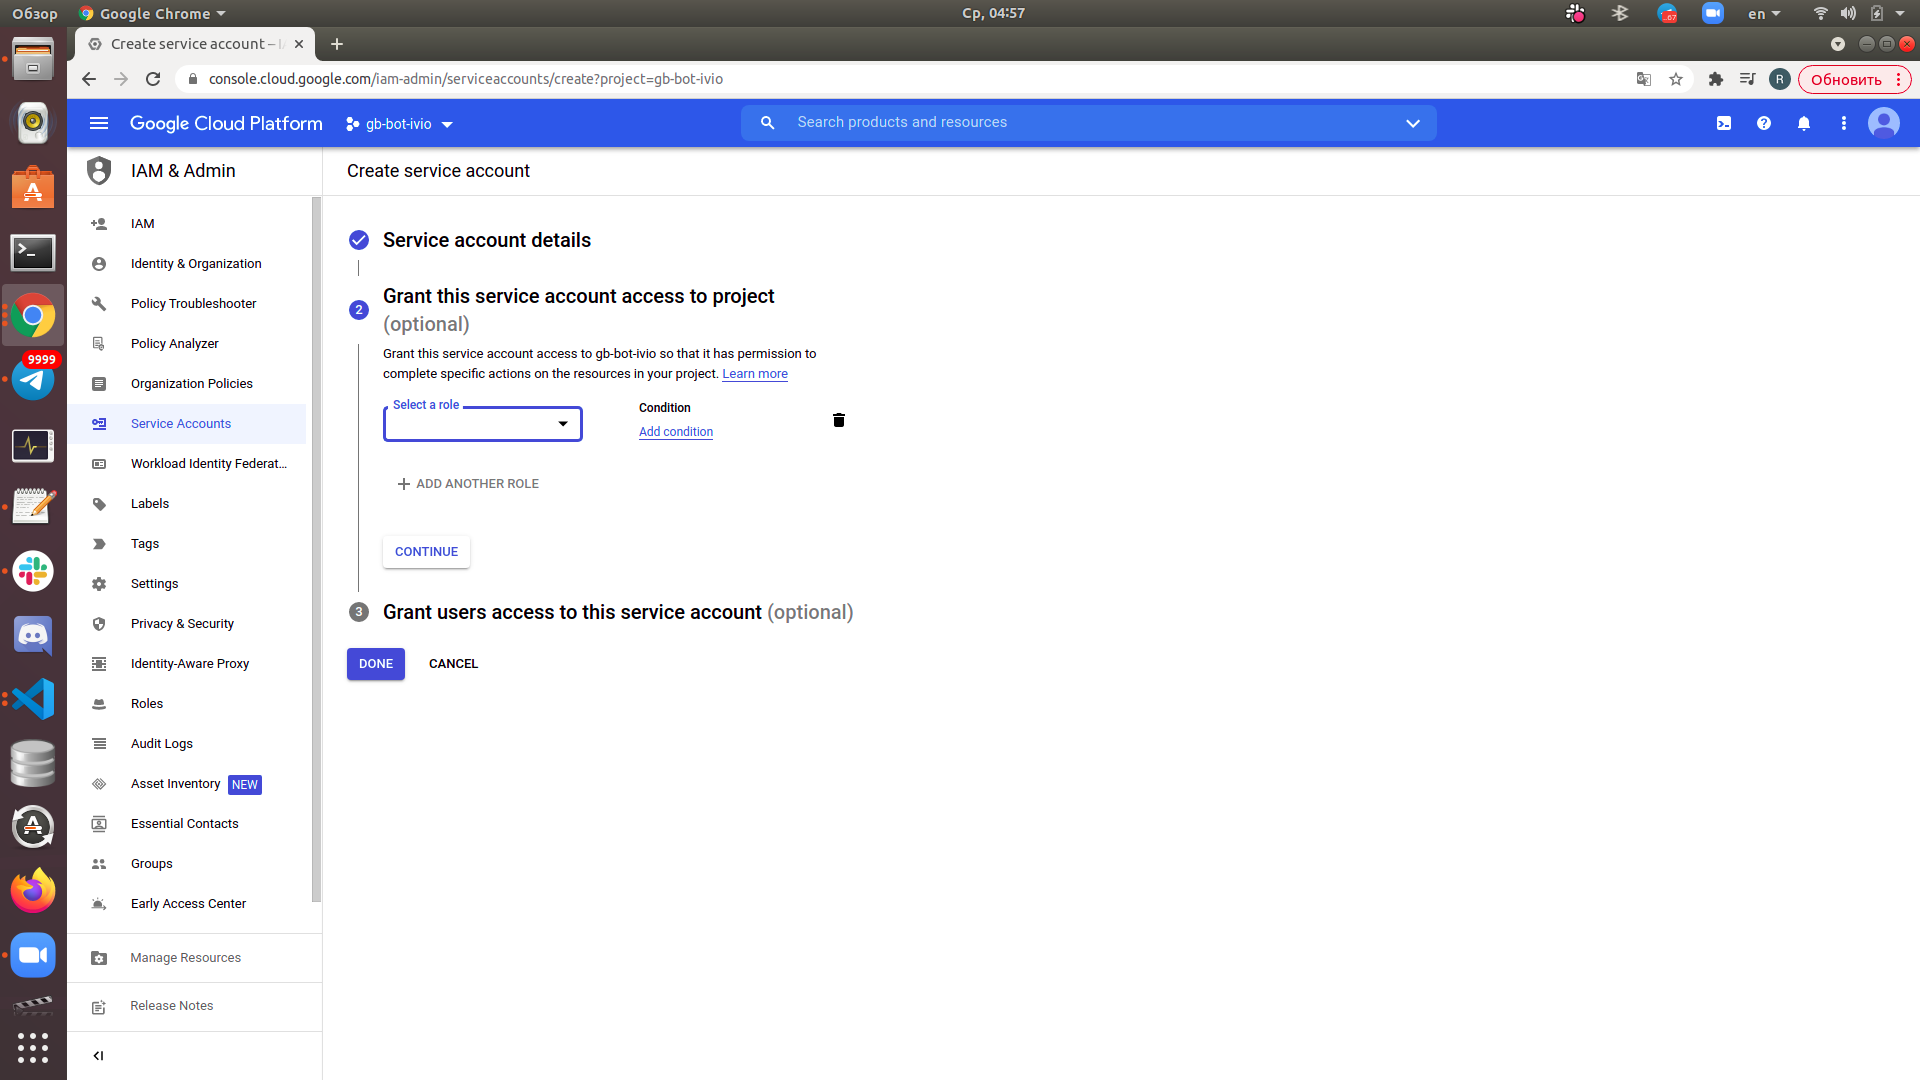 Обзор
Google Chrome
Ср, 04:57
67
en
Create service account – IA
console.cloud.google.com/iam-admin/serviceaccounts/create?project=gb-bot-ivio
R
Обновить
Google Cloud Platform
gb-bot-ivio
Search products and resources
IAM & Admin
Create service account
IAM
Identity & Organization
Policy Troubleshooter
Policy Analyzer
Organization Policies
Service Accounts
Workload Identity Federat...
Labels
Tags
Settings
Privacy & Security
Identity-Aware Proxy
Roles
Audit Logs
Asset Inventory NEW
Essential Contacts
Groups
Early Access Center
Manage Resources
Release Notes
9999
Service account details
2
Grant this service account access to project
(optional)
Grant this service account access to gb-bot-ivio so that it has permission to
complete specific actions on the resources in your project. Learn more
Select a role
Condition
Add condition
ADD ANOTHER ROLE
CONTINUE
3
Grant users access to this service account (optional)
DONE
CANCEL